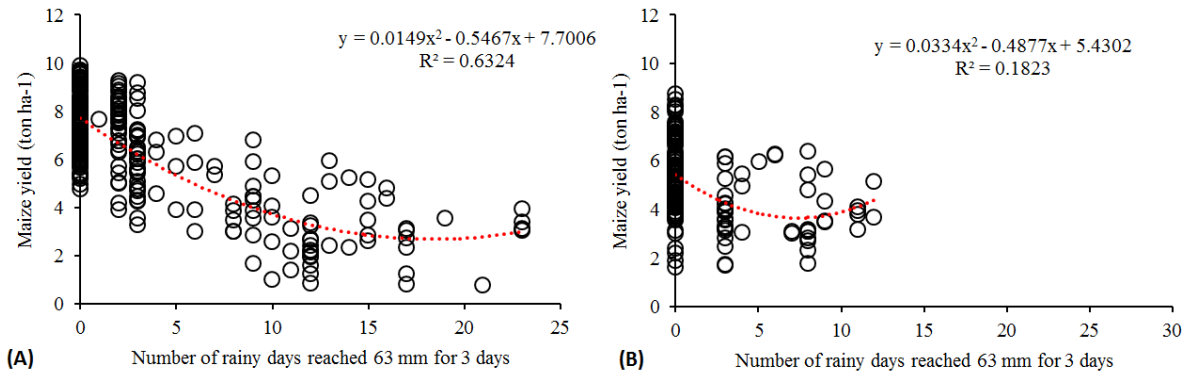 12
10
8
6
4
2
0
Maize yield (ton ha-1)
y = 0.0149x² - 0.5467x + 7.7006
R² = 0.6324
0 5 10 15 20 25
Number of rainy days reached 63 mm for 3 days
(A)
12
10
8
6
4
2
0
Maize yield (ton ha-1)
y = 0.0334x² - 0.4877x + 5.4302
R² = 0.1823
0 5 10 15 20 25 30
Number of rainy days reached 63 mm for 3 days
(B)